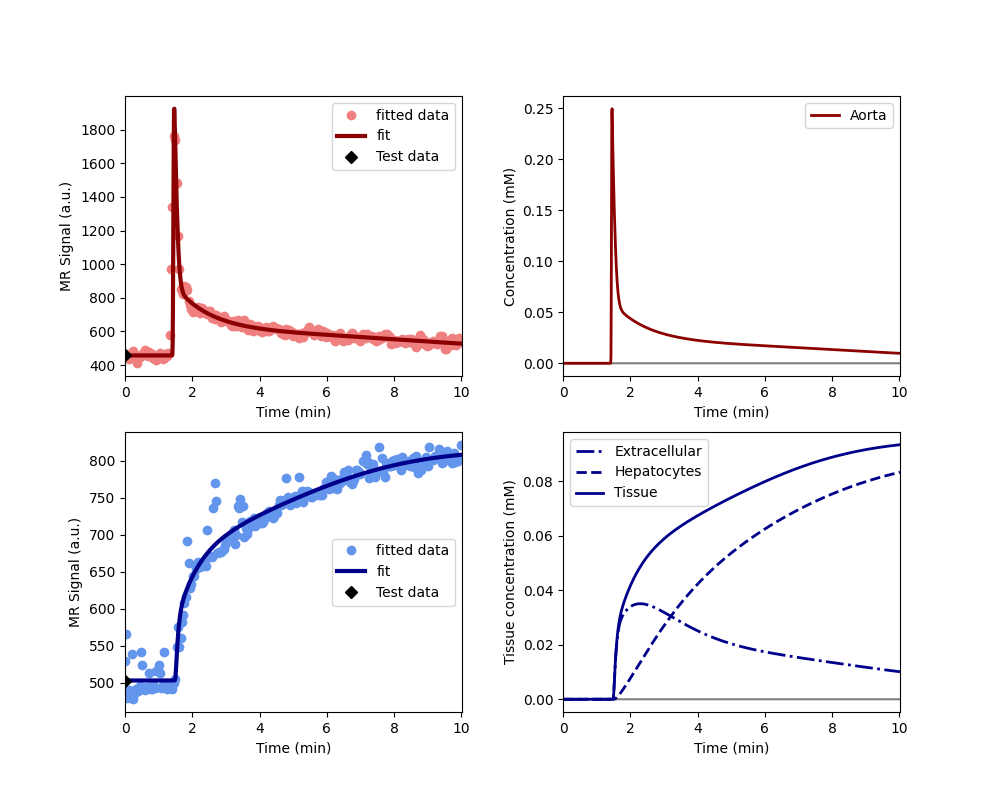 MR Signal (a.u.)
1800
1600
1400
1200
1000
800
600
400
fitted data
fit
Test data
0 2 4 6 8 10
Time (min)
Concentration (mM)
0.25
0.20
0.15
0.10
0.05
0.00
Aorta
0 2 4 6 8 10
Time (min)
MR Signal (a.u.)
800
750
700
650
600
550
500
fitted data
fit
Test data
0 2 4 6 8 10
Time (min)
Tissue concentration (mM)
0.08
0.06
0.04
0.02
0.00
Extracellular
Hepatocytes
Tissue
0 2 4 6 8 10
Time (min)